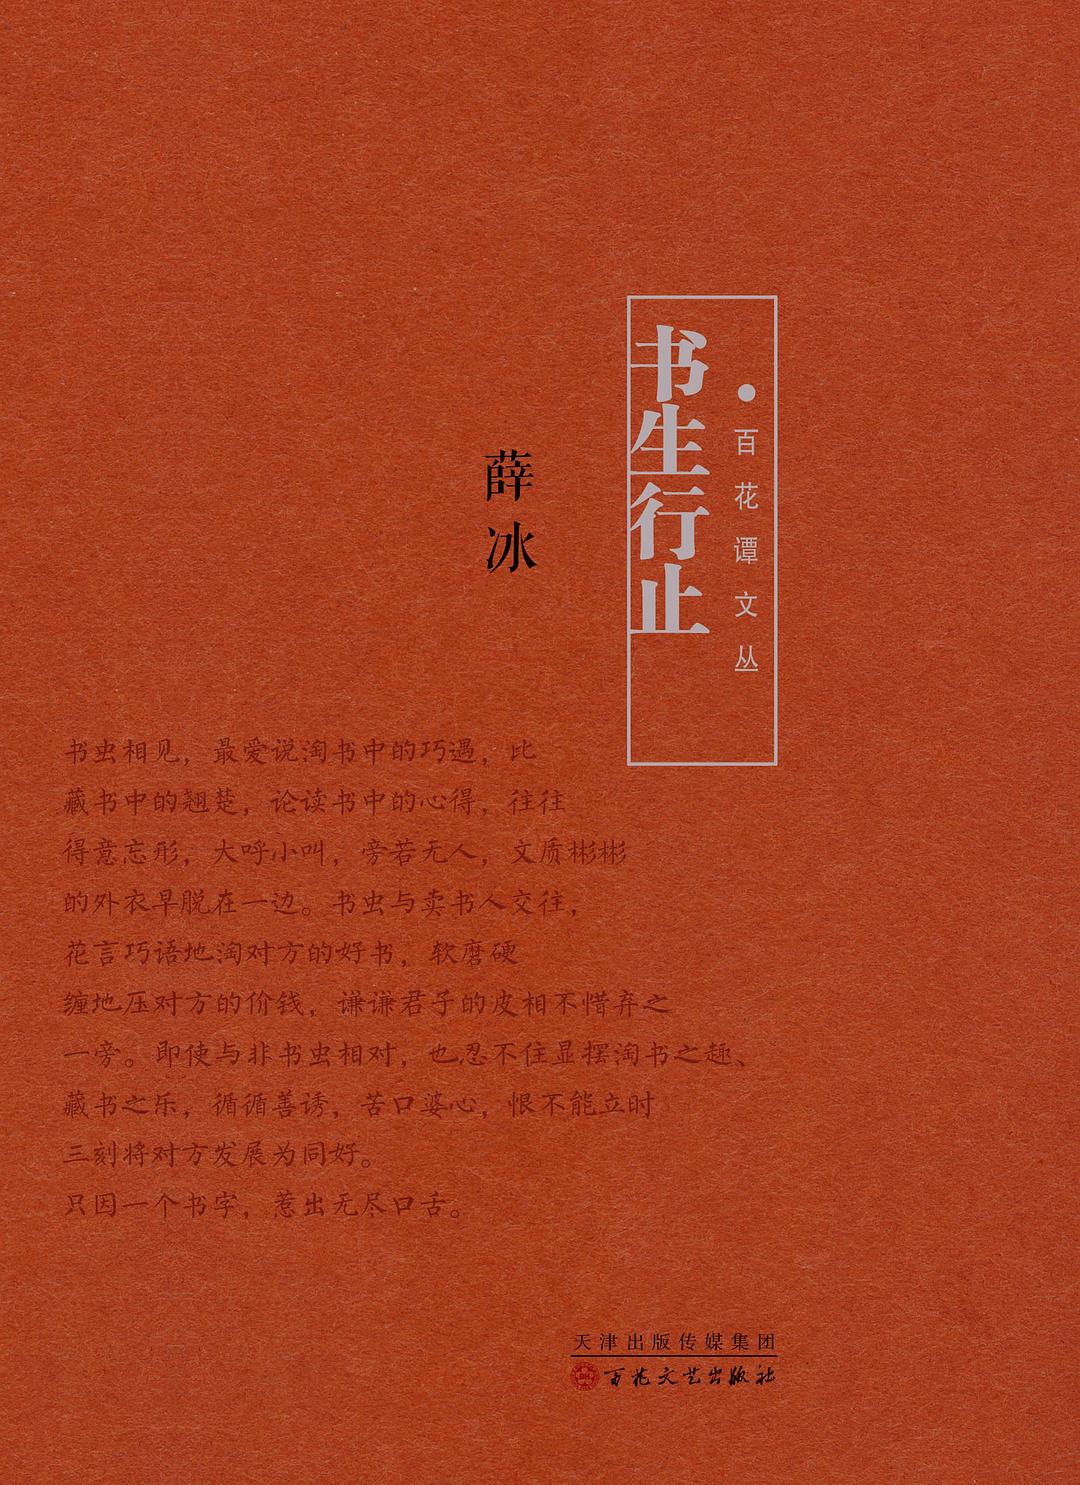 书生行止
百花谭文丛
薛冰
书虫相见，最爱说淘书中的巧遇，比
藏书中的翘楚，论读书中的心得，往往
得意忘形，大呼小叫，旁若无人，文质彬彬
的外衣早脱在一边。书虫与卖书人交往，
花言巧语地淘对方的好书，软磨硬
缠地压对方的价钱，谦谦君子的皮相不惜弃之
一旁。即使与非书虫相对，也忍不住显摆淘书之趣、
藏书之乐，循循善诱，苦口婆心，恨不能立时
三刻将对方发展为同好。
只因一个书字，惹出无尽口舌。
天津出版传媒集团
百花文艺出版社